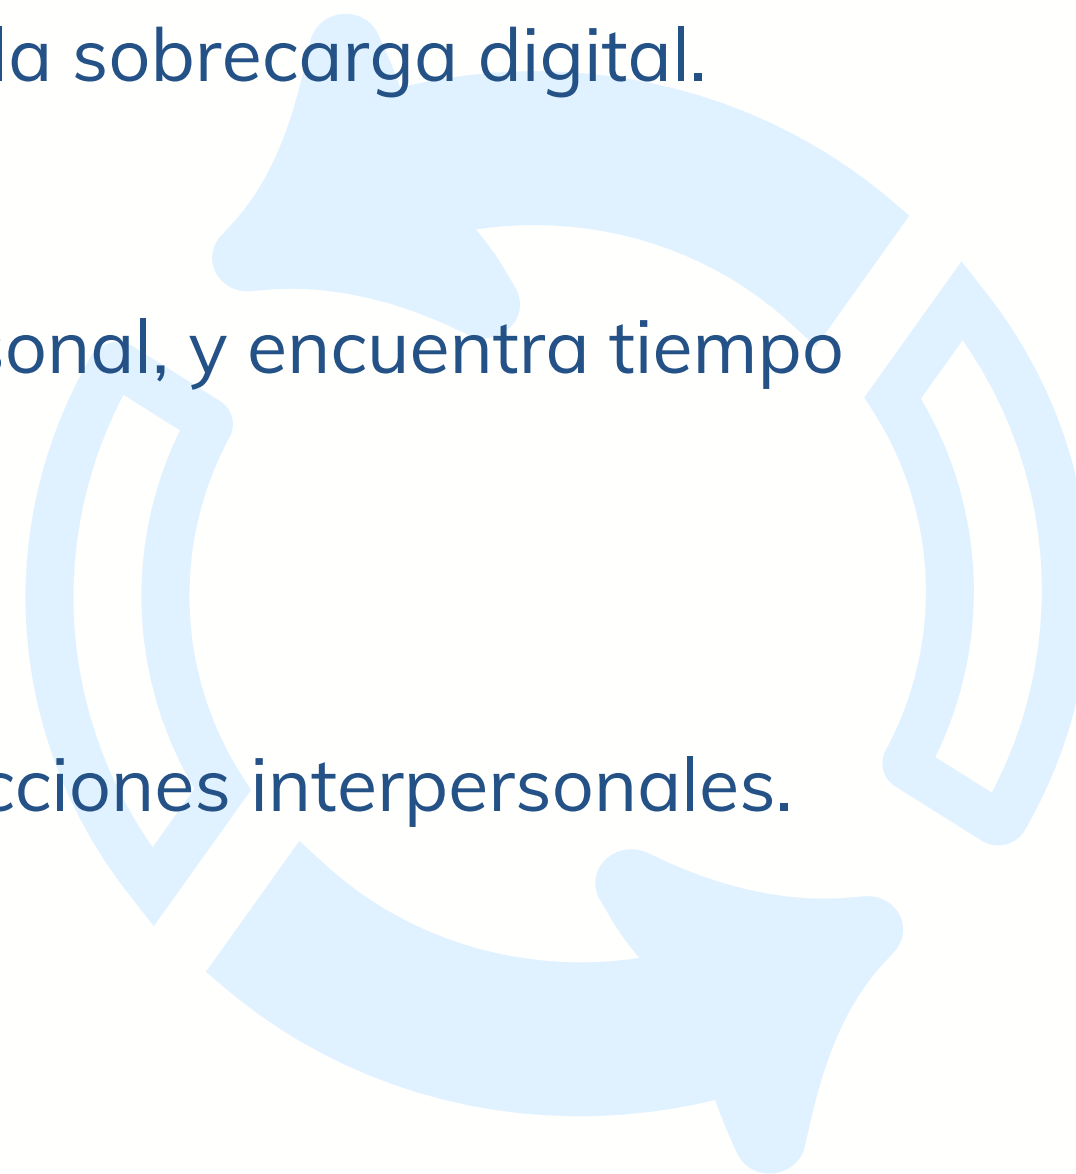 la sobrecarga digital.
sonal, y encuentra tiempo
cciones interpersonales.